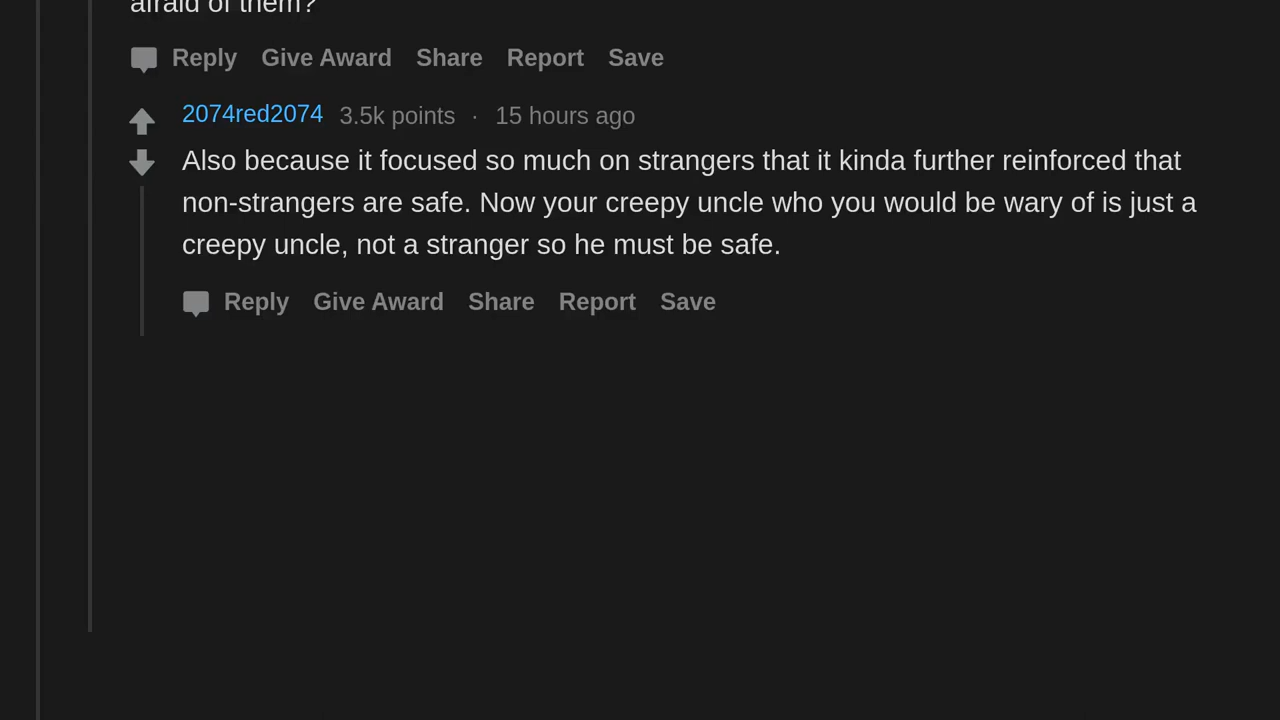 afraid of them?
Reply Give Award Share Report Save
2074red2074 3.5k points · 15 hours ago
Also because it focused so much on strangers that it kinda further reinforced that
non-strangers are safe. Now your creepy uncle who you would be wary of is just a
creepy uncle, not a stranger so he must be safe.
Reply Give Award Share Report Save